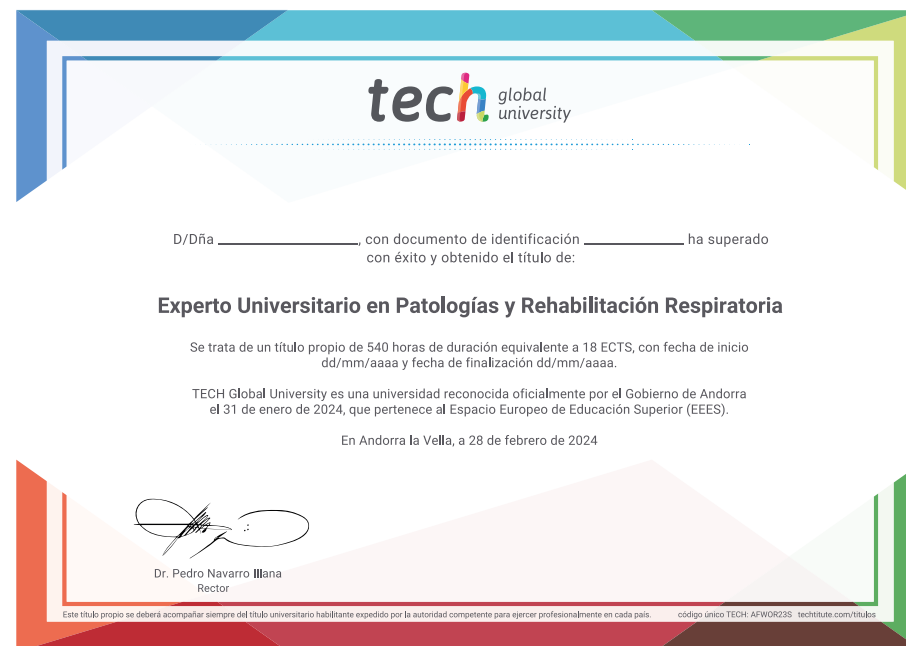 tech global university
D/Dña ____________________, con documento de identificación ______________ ha superado
con éxito y obtenido el título de:
Experto Universitario en Patologías y Rehabilitación Respiratoria
Se trata de un título propio de 540 horas de duración equivalente a 18 ECTS, con fecha de inicio
dd/mm/aaaa y fecha de finalización dd/mm/aaaa.
TECH Global University es una universidad reconocida oficialmente por el Gobierno de Andorra
el 31 de enero de 2024, que pertenece al Espacio Europeo de Educación Superior (EEES).
En Andorra la Vella, a 28 de febrero de 2024
Dr. Pedro Navarro Illana
Rector
Este título propio se deberá acompañar siempre del título universitario habilitante expedido por la autoridad competente para ejercer profesionalmente en cada país. código único TECH: AFWOR23S techtitute.com/titulos